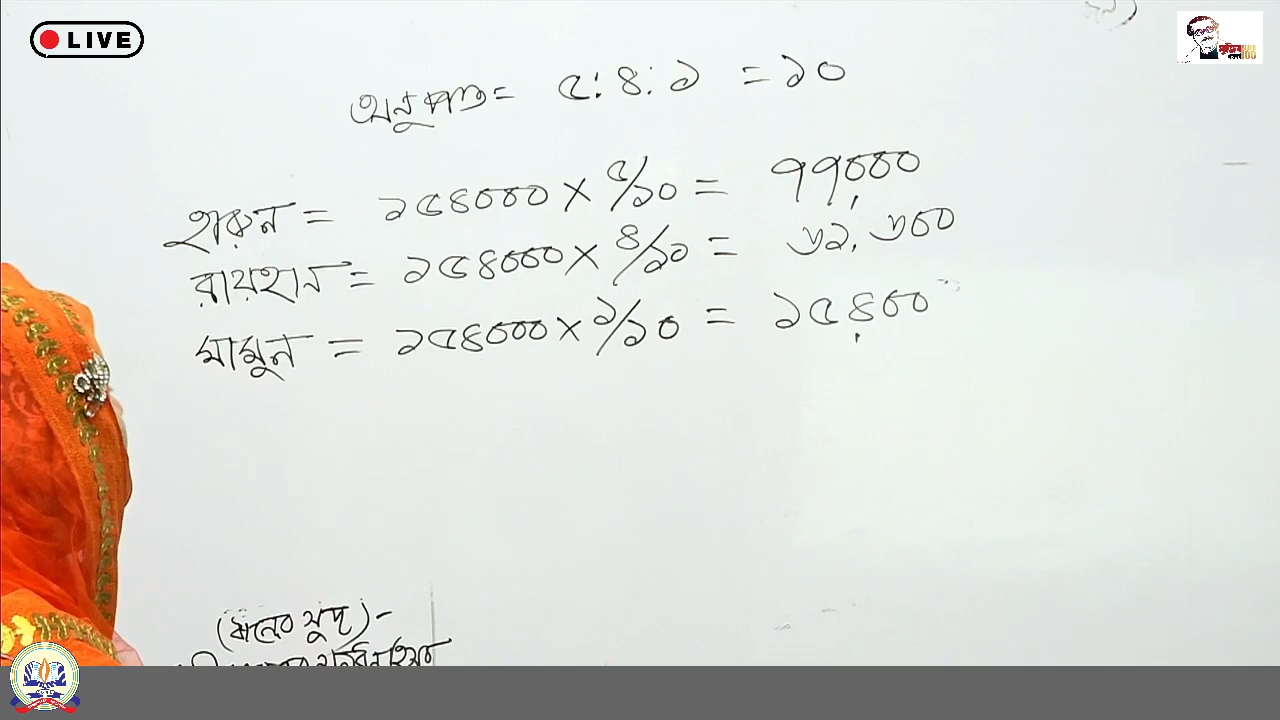 LIVE
অনুপাত = ৫:৪:১ = ১০
হারুন = ১৫৪০০০ × ৫/১০ = ৭৭,০০০
রায়হান = ১৫৪০০০ × ৪/১০ = ৬১,৬০০
মামুন = ১৫৪০০০ × ১/১০ = ১৫,৪০০